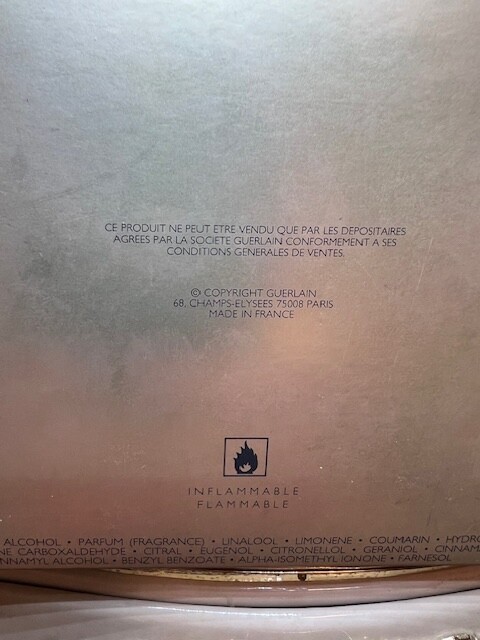 CE PRODUIT NE PEUT ETRE VENDU QUE PAR LES DEPOSITAIRES
AGREES PAR LA SOCIETE GUERLAIN CONFORMEMENT A SES
CONDITIONS GENERALES DE VENTES.
© COPYRIGHT GUERLAIN
68, CHAMPS-ELYSEES 75008 PARIS
MADE IN FRANCE
INFLAMMABLE
FLAMMABLE
ALCOHOL • PARFUM (FRAGRANCE) • LINALOOL • LIMONENE • COUMARIN • HYDRO
NE CARBOXALDEHYDE • CITRAL • EUGENOL • CITRONELLOL • GERANIOL • CINNAM
NNAMYL ALCOHOL • BENZYL BENZOATE • ALPHA-ISOMETHYL IONONE • FARNESOL